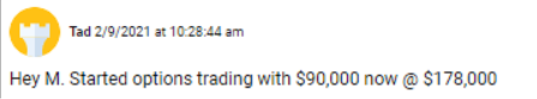 Tad 2/9/2021 at 10:28:44 am
Hey M. Started options trading with $90,000 now @ $178,000